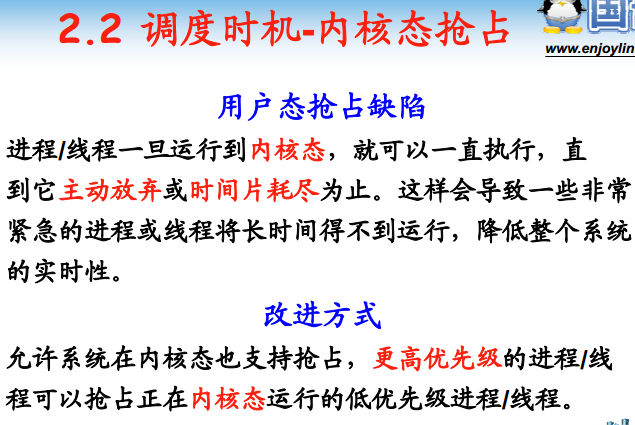 2.2 调度时机-内核态抢占
www.enjoylin
用户态抢占缺陷
进程/线程一旦运行到内核态，就可以一直执行，直
到它主动放弃或时间片耗尽为止。这样会导致一些非常
紧急的进程或线程将长时间得不到运行，降低整个系统
的实时性。
改进方式
允许系统在内核态也支持抢占，更高优先级的进程/线
程可以抢占正在内核态运行的低优先级进程/线程。